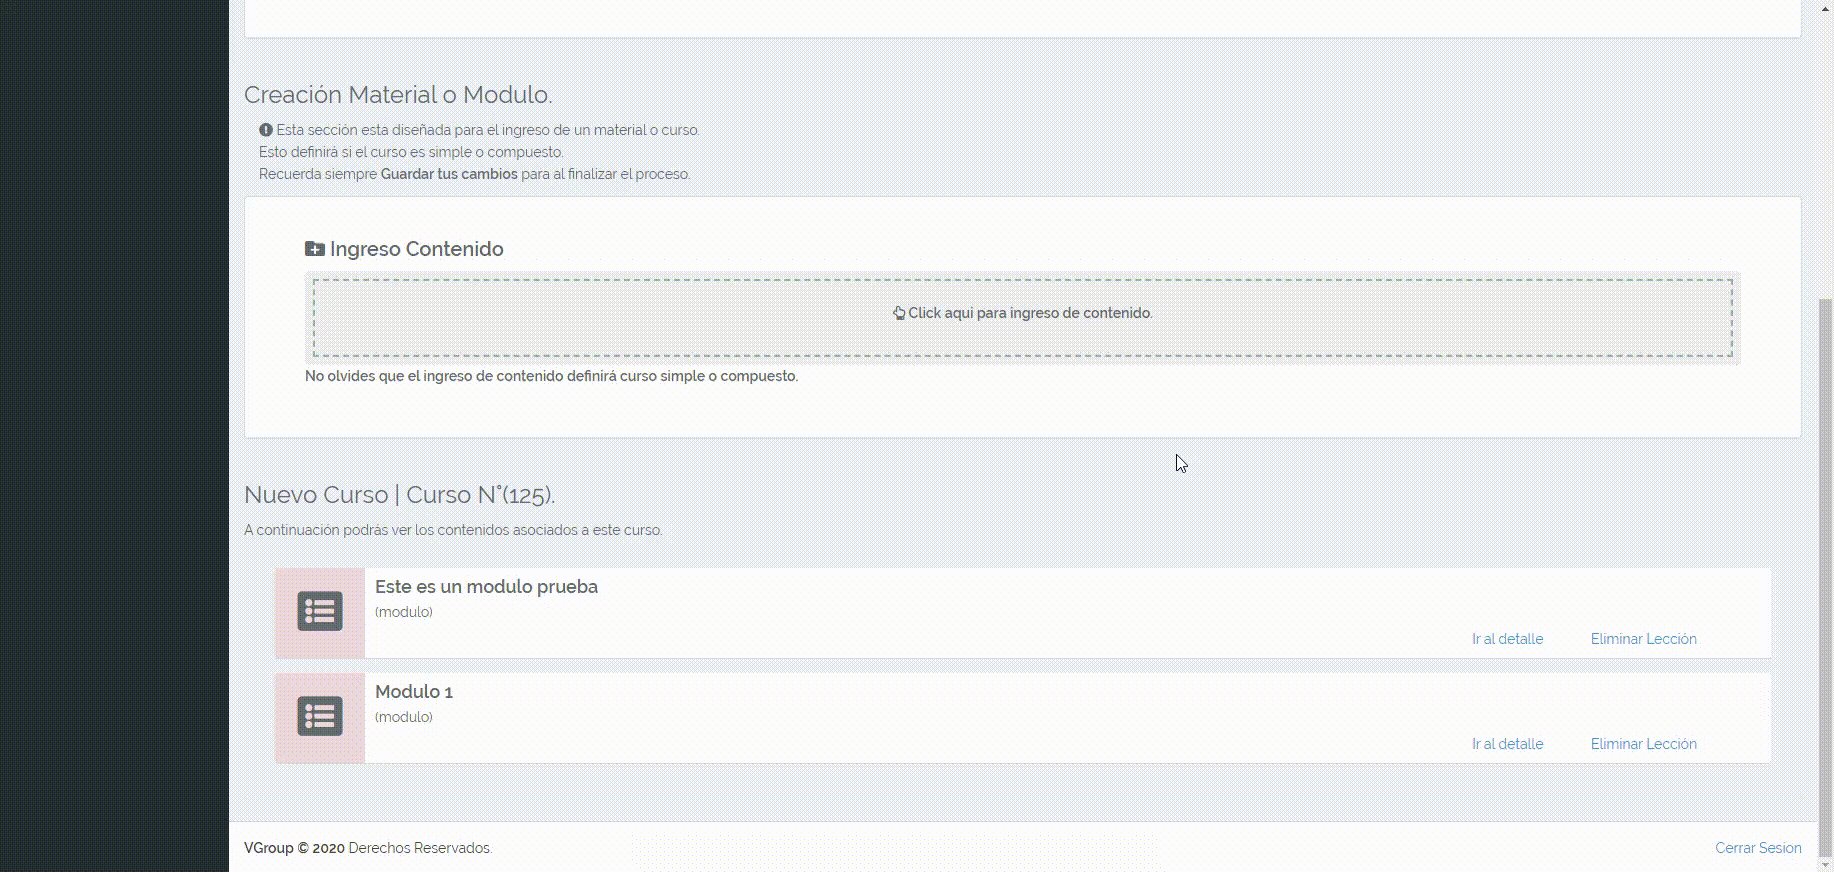 Creación Material o Modulo.
Esta sección esta diseñada para el ingreso de un material o curso.
Esto definirá si el curso es simple o compuesto.
Recuerda siempre Guardar tus cambios para al finalizar el proceso.
Ingreso Contenido
Click aqui para ingreso de contenido.
No olvides que el ingreso de contenido definirá curso simple o compuesto.
Nuevo Curso | Curso N°(125).
A continuación podrás ver los contenidos asociados a este curso.
Este es un modulo prueba
(modulo)
Ir al detalle Eliminar Lección
Modulo 1
(modulo)
Ir al detalle Eliminar Lección
VGroup © 2020 Derechos Reservados. Cerrar Sesion